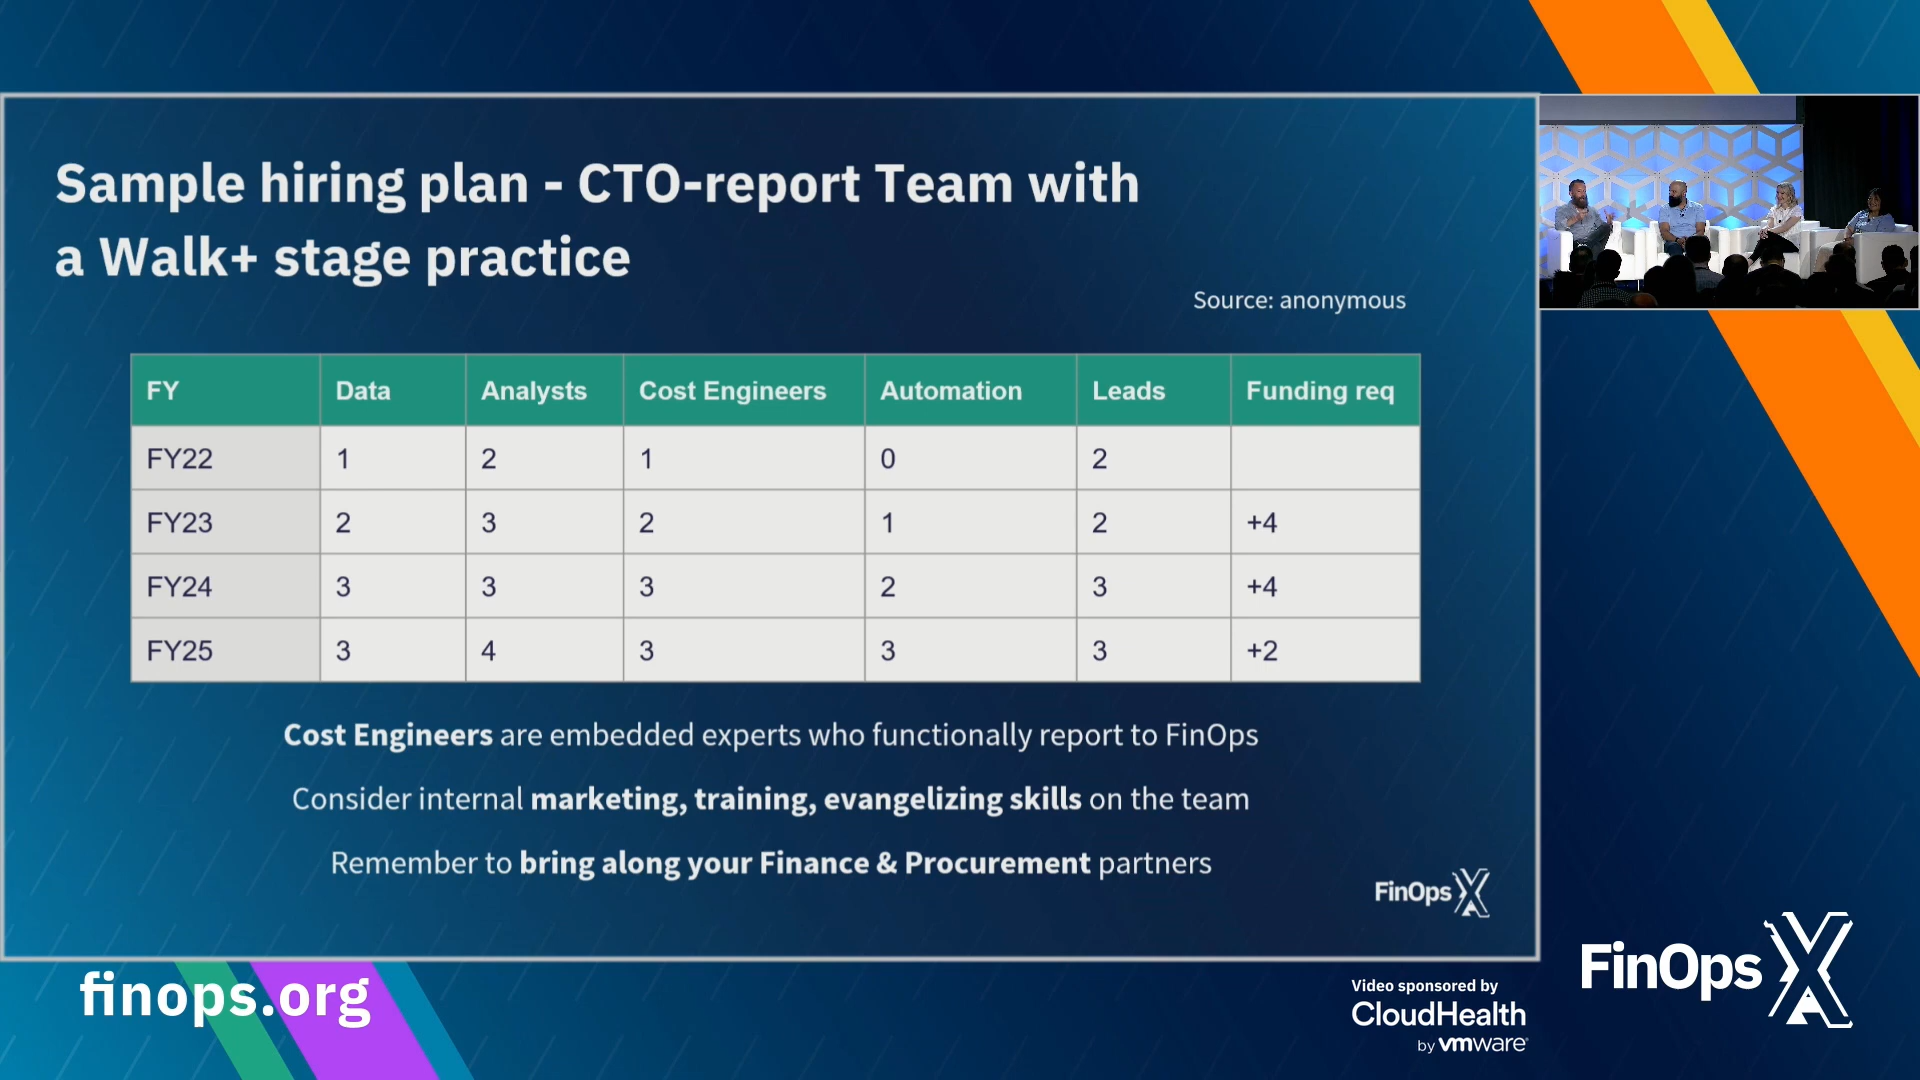 Sample hiring plan - CTO-report Team with
a Walk+ stage practice
Source: anonymous
FY Data Analysts Cost Engineers Automation Leads Funding req
FY22 1 2 1 0 2
FY23 2 3 2 1 2 +4
FY24 3 3 3 2 3 +4
FY25 3 4 3 3 3 +2
Cost Engineers are embedded experts who functionally report to FinOps
Consider internal marketing, training, evangelizing skills on the team
Remember to bring along your Finance & Procurement partners
FinOps X
finops.org
Video sponsored by
CloudHealth
by vmware
FinOps X